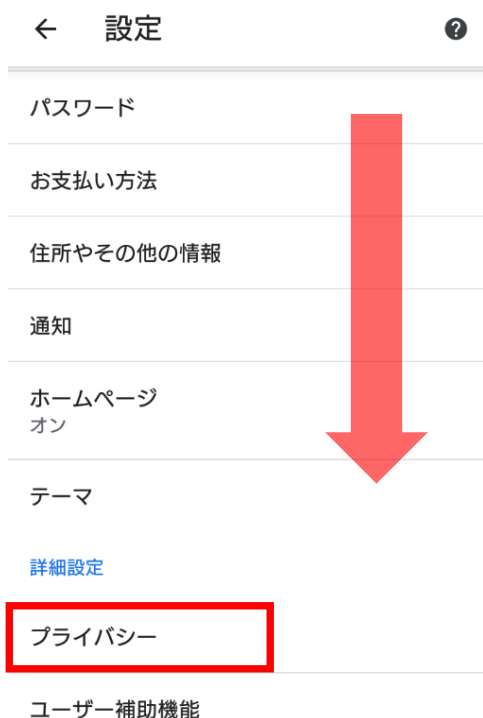 設定
パスワード
お支払い方法
住所やその他の情報
通知
ホームページ
オン
テーマ
詳細設定
プライバシー
ユーザー補助機能